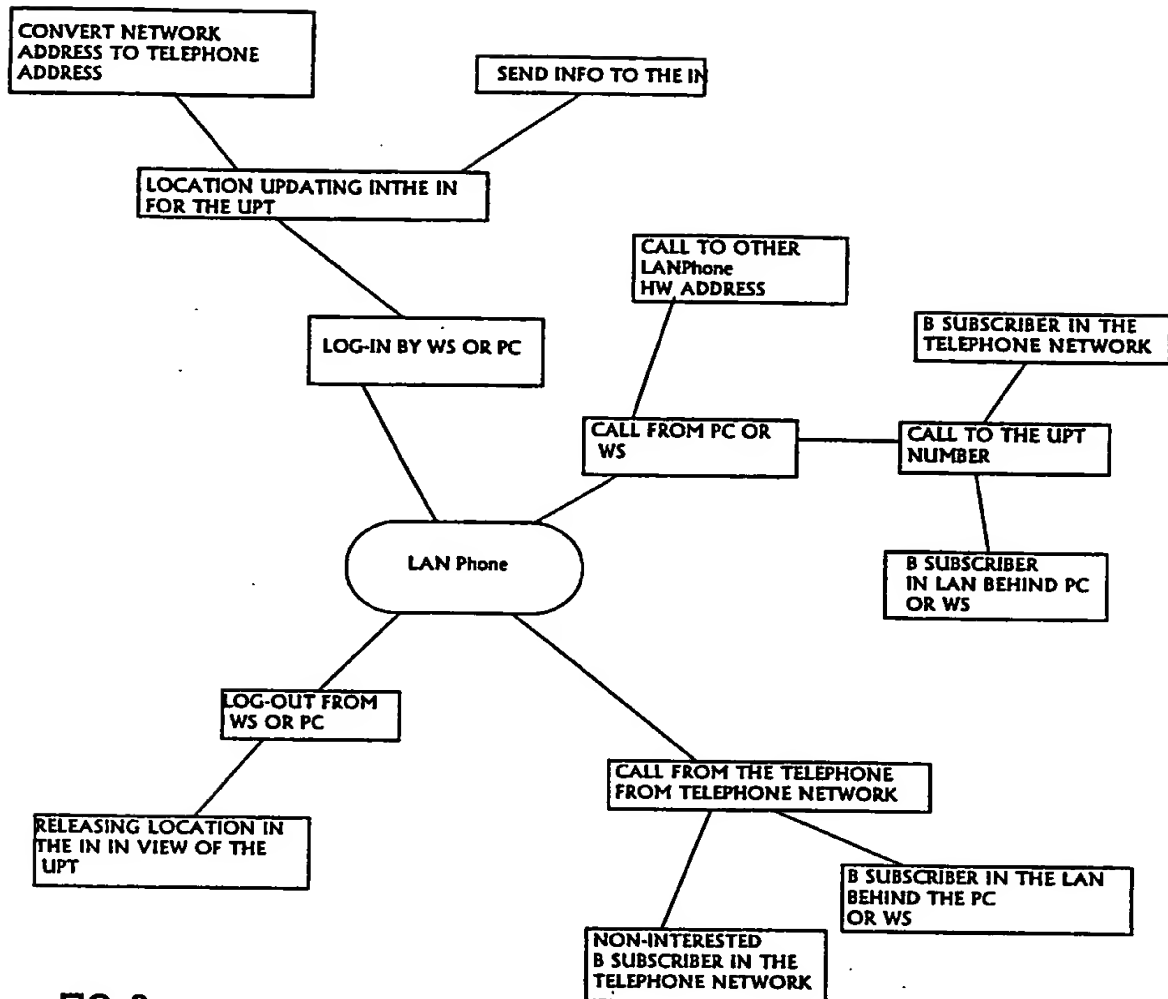 CONVERT NETWORK
ADDRESS TO TELEPHONE
ADDRESS
SEND INFO TO THE IN
LOCATION UPDATING INTHE IN
FOR THE UPT
CALL TO OTHER
LANPhone
HW ADDRESS
LOG-IN BY WS OR PC
B SUBSCRIBER IN THE
TELEPHONE NETWORK
CALL FROM PC OR
WS
CALL TO THE UPT
NUMBER
LAN Phone
B SUBSCRIBER
IN LAN BEHIND PC
OR WS
LOG-OUT FROM
WS OR PC
CALL FROM THE TELEPHONE
FROM TELEPHONE NETWORK
RELEASING LOCATION IN
THE IN IN VIEW OF THE
UPT
B SUBSCRIBER IN THE LAN
BEHIND THE PC
OR WS
NON-INTERESTED
B SUBSCRIBER IN THE
TELEPHONE NETWORK